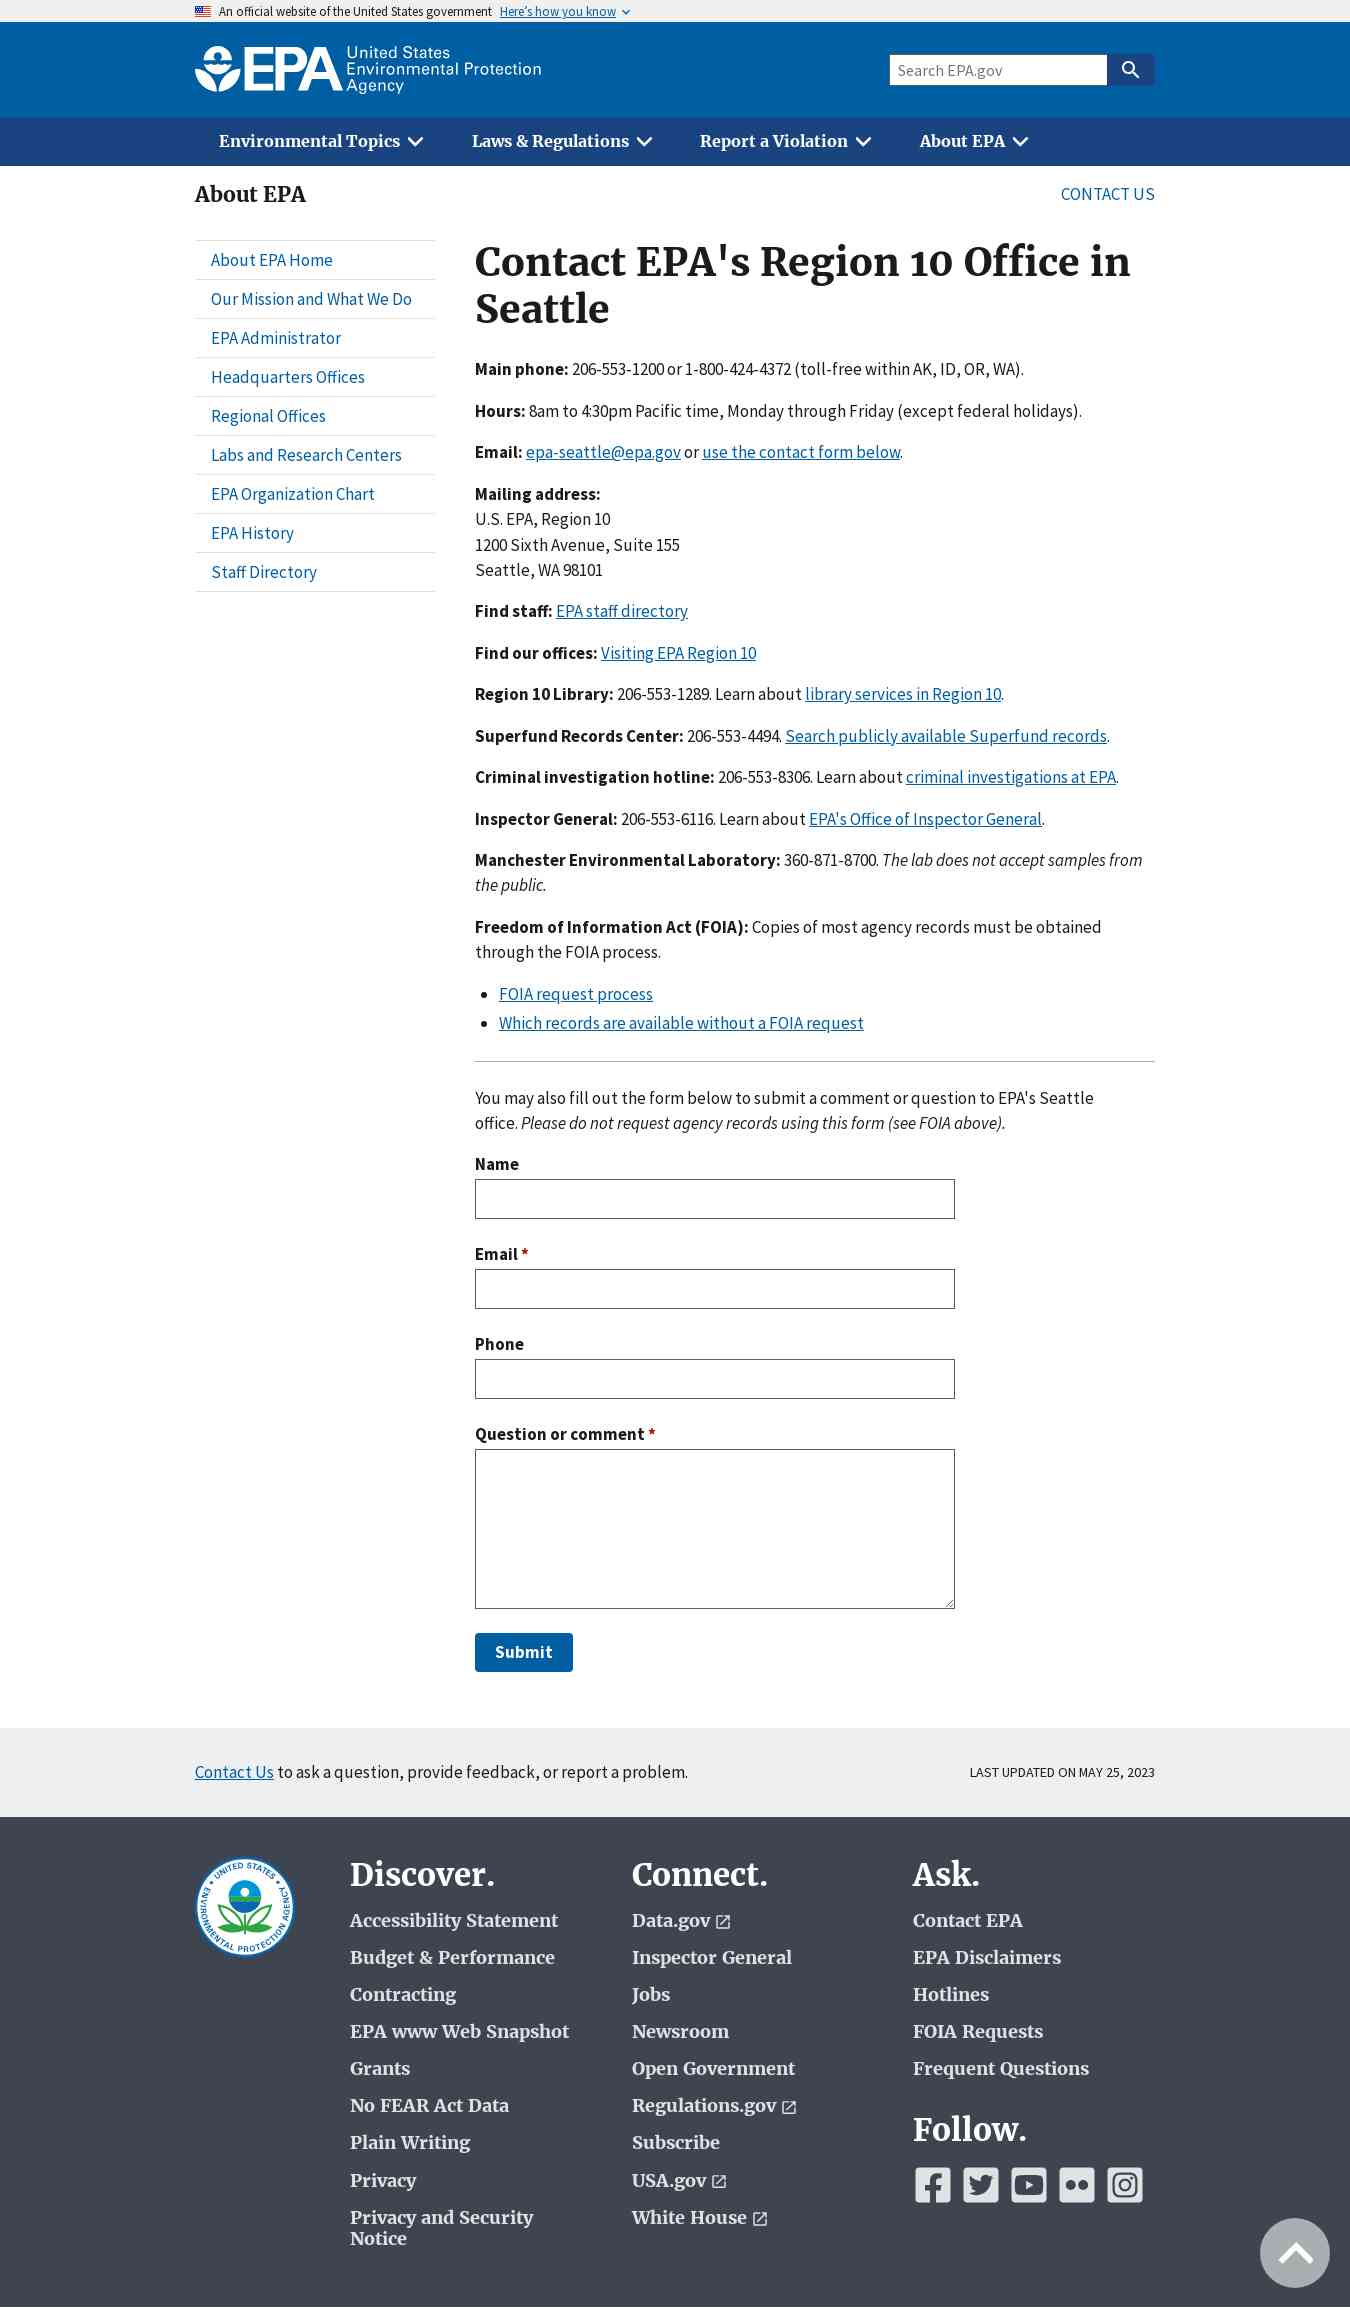 An official website of the United States government Here's how you know
EPA United States
Environmental Protection
Agency
Search EPA.gov
Environmental Topics
Laws & Regulations
Report a Violation
About EPA
About EPA
CONTACT US
About EPA Home
Our Mission and What We Do
EPA Administrator
Headquarters Offices
Regional Offices
Labs and Research Centers
EPA Organization Chart
EPA History
Staff Directory
Contact EPA's Region 10 Office in
Seattle
Main phone: 206-553-1200 or 1-800-424-4372 (toll-free within AK, ID, OR, WA).
Hours: 8am to 4:30pm Pacific time, Monday through Friday (except federal holidays).
Email: epa-seattle@epa.gov or use the contact form below.
Mailing address:
U.S. EPA, Region 10
1200 Sixth Avenue, Suite 155
Seattle, WA 98101
Find staff: EPA staff directory
Find our offices: Visiting EPA Region 10
Region 10 Library: 206-553-1289. Learn about library services in Region 10.
Superfund Records Center: 206-553-4494. Search publicly available Superfund records.
Criminal investigation hotline: 206-553-8306. Learn about criminal investigations at EPA.
Inspector General: 206-553-6116. Learn about EPA's Office of Inspector General.
Manchester Environmental Laboratory: 360-871-8700. The lab does not accept samples from
the public.
Freedom of Information Act (FOIA): Copies of most agency records must be obtained
through the FOIA process.
• FOIA request process
• Which records are available without a FOIA request
You may also fill out the form below to submit a comment or question to EPA's Seattle
office. Please do not request agency records using this form (see FOIA above).
Name
Email *
Phone
Question or comment *
Submit
Contact Us to ask a question, provide feedback, or report a problem.
LAST UPDATED ON MAY 25, 2023
UNITED STATES
ENVIRONMENTAL PROTECTION AGENCY
Discover.
Accessibility Statement
Budget & Performance
Contracting
EPA www Web Snapshot
Grants
No FEAR Act Data
Plain Writing
Privacy
Privacy and Security
Notice
Connect.
Data.gov
Inspector General
Jobs
Newsroom
Open Government
Regulations.gov
Subscribe
USA.gov
White House
Ask.
Contact EPA
EPA Disclaimers
Hotlines
FOIA Requests
Frequent Questions
Follow.